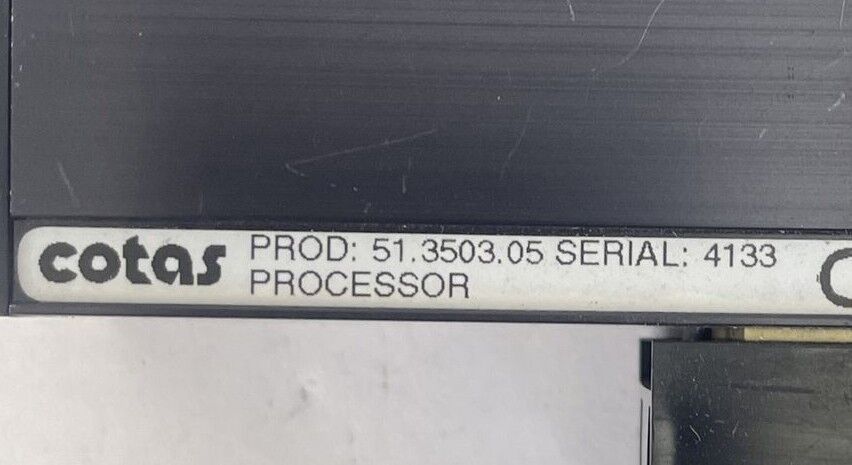 cotas PROD: 51.3503.05 SERIAL: 4133
PROCESSOR